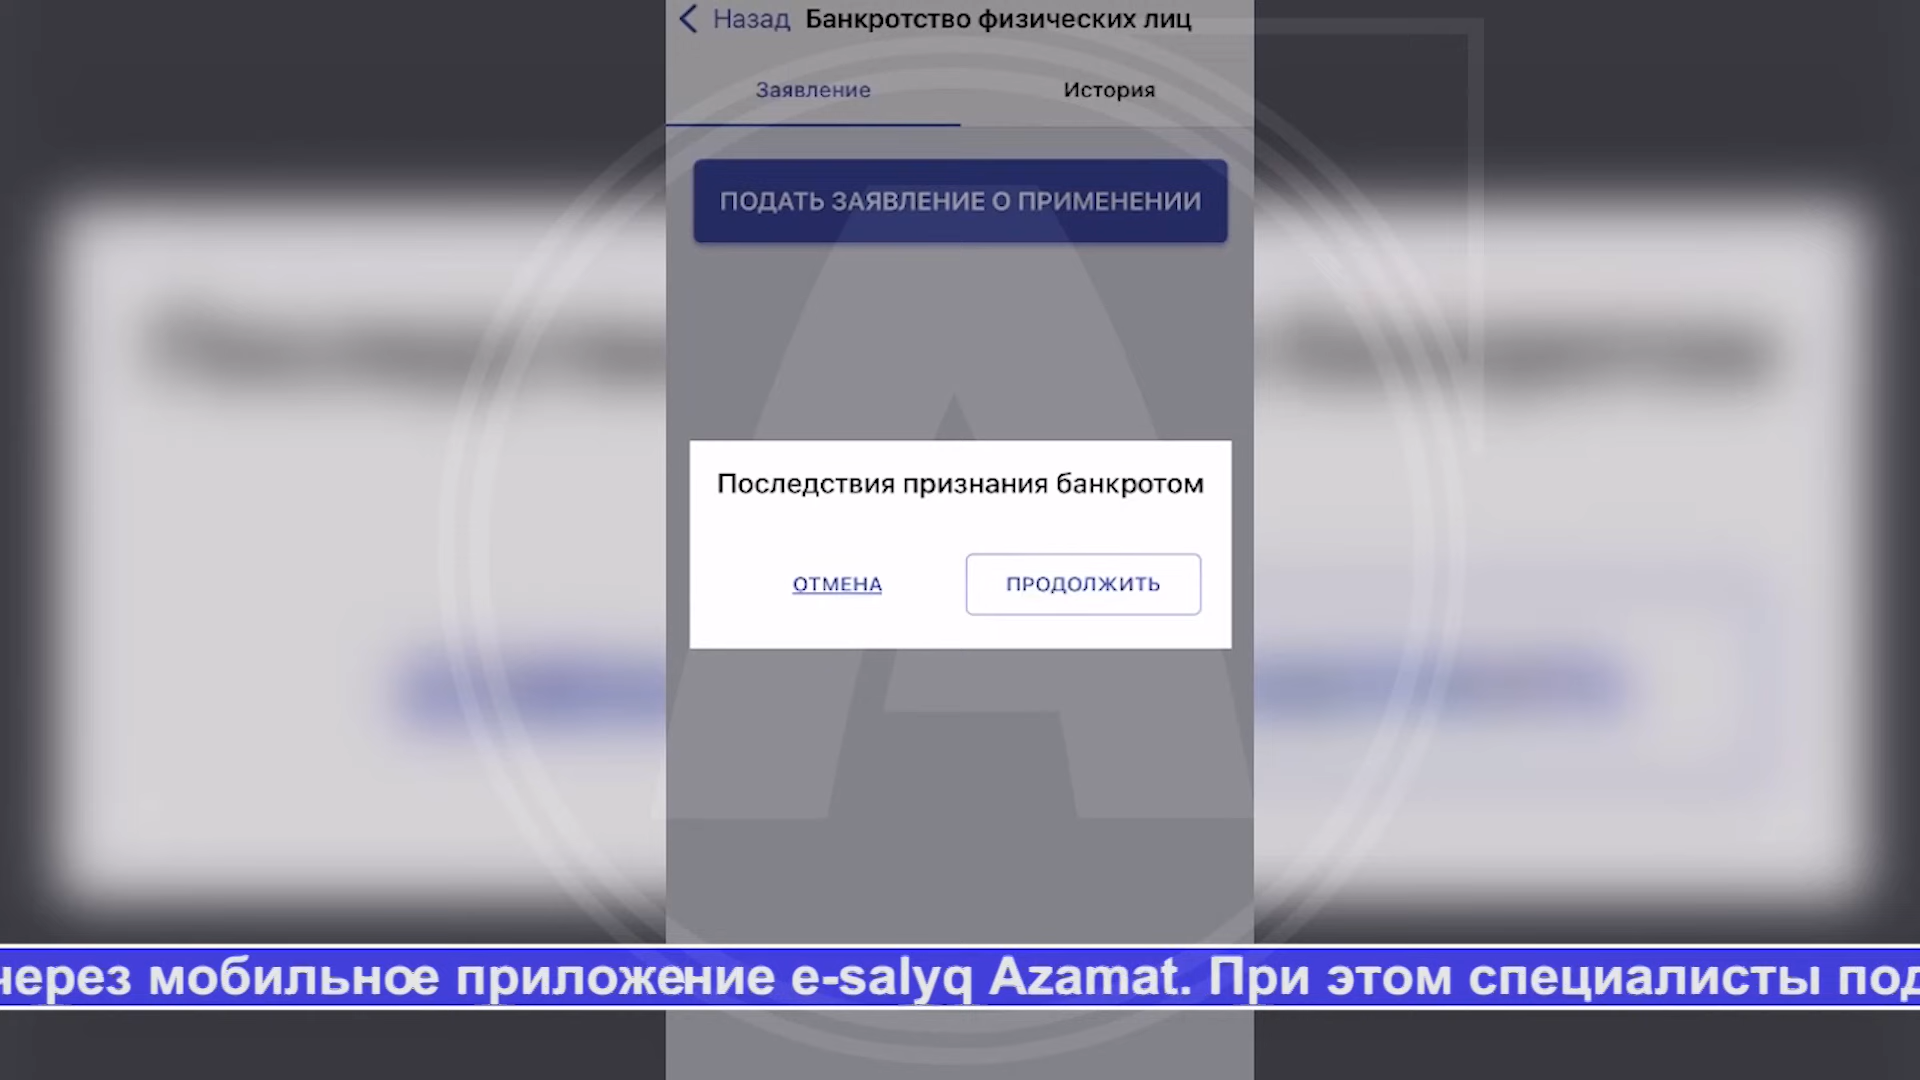 Назад Банкротство физических лиц
Заявление История
ПОДАТЬ ЗАЯВЛЕНИЕ О ПРИМЕНЕНИИ
Последствия признания банкротом
ОТМЕНА ПРОДОЛЖИТЬ
через мобильное приложение e-salyq Azamat. При этом специалисты под